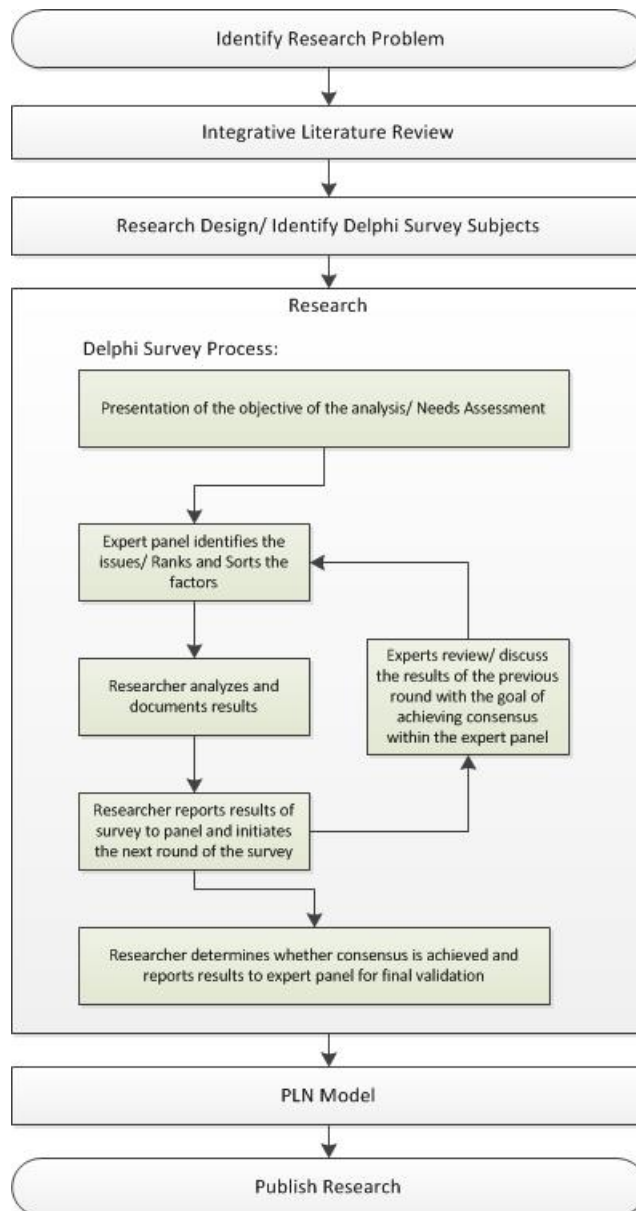 Identify Research Problem
Integrative Literature Review
Research Design/ Identify Delphi Survey Subjects
Research
Delphi Survey Process:
Presentation of the objective of the analysis/ Needs Assessment
Expert panel identifies the
issues/ Ranks and Sorts the
factors
Experts review/ discuss
the results of the previous
round with the goal of
achieving consensus
within the expert panel
Researcher analyzes and
documents results
Researcher reports results of
survey to panel and initiates
the next round of the survey
Researcher determines whether consensus is achieved and
reports results to expert panel for final validation
PLN Model
Publish Research